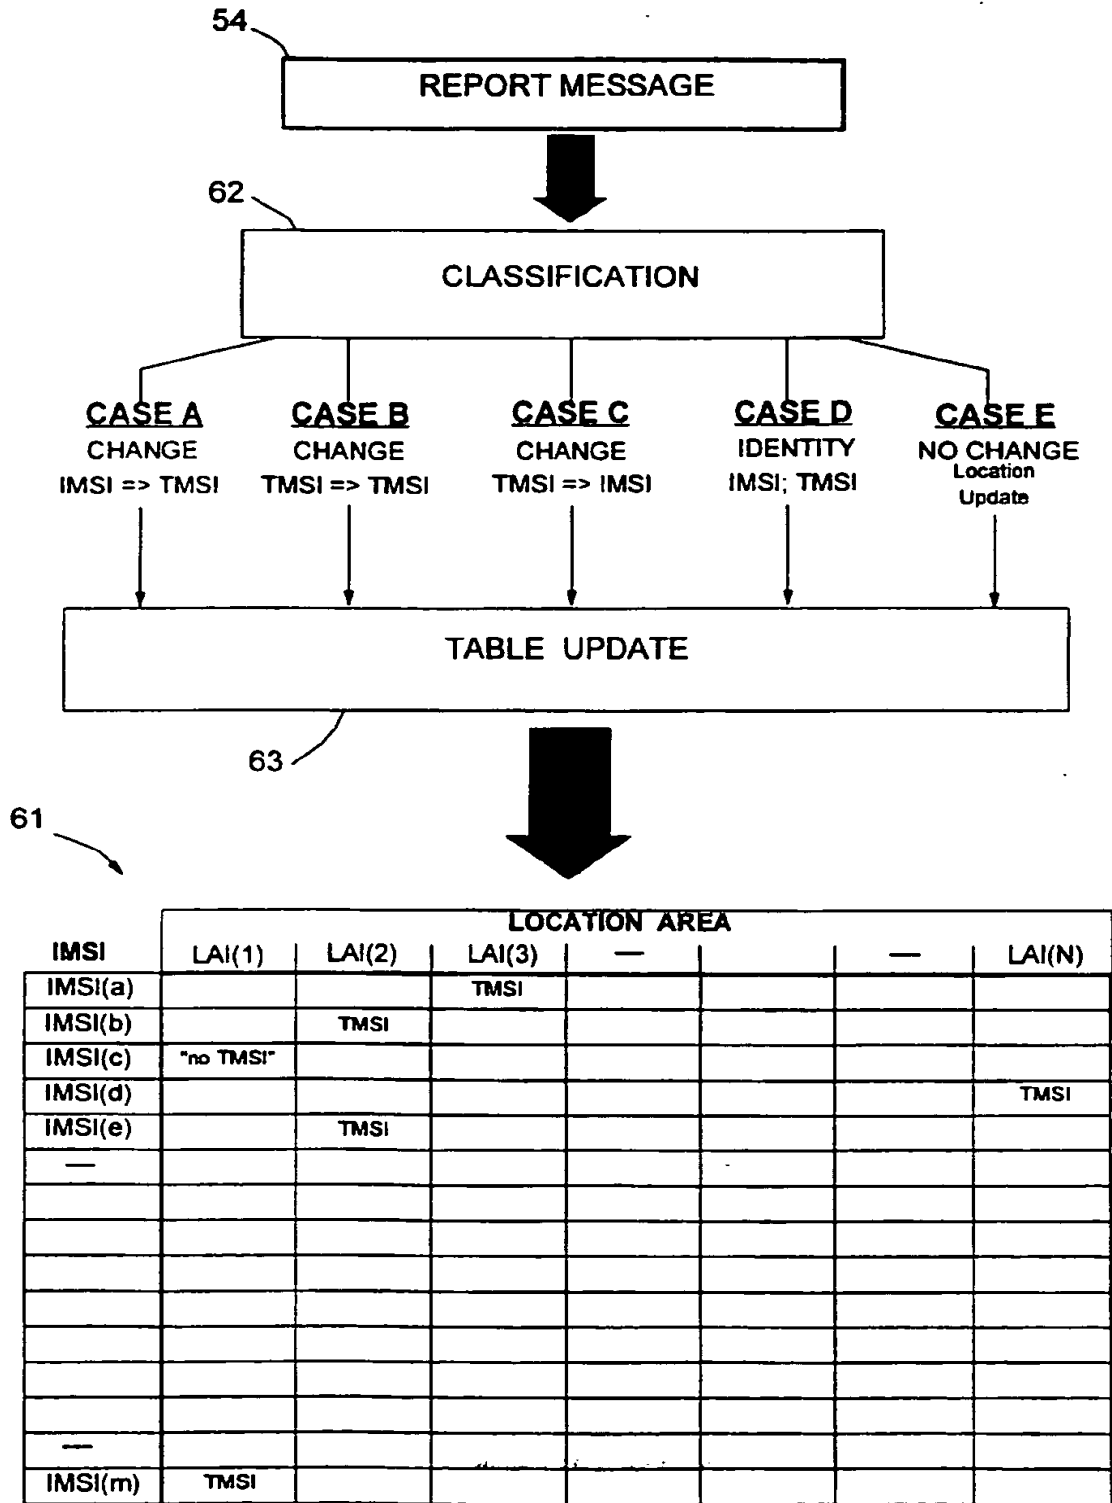 54
REPORT MESSAGE
62
CLASSIFICATION
CASE A CASE B CASE C CASE D CASE E
CHANGE CHANGE CHANGE IDENTITY NO CHANGE
IMSI => TMSI TMSI => TMSI TMSI => IMSI IMSI; TMSI Location
Update
TABLE UPDATE
63
61
LOCATION AREA
IMSI LAI(1) LAI(2) LAI(3) — — LAI(N)
IMSI(a) TMSI
IMSI(b) TMSI
IMSI(c) "no TMSI"
IMSI(d) TMSI
IMSI(e) TMSI
—
—
IMSI(m) TMSI